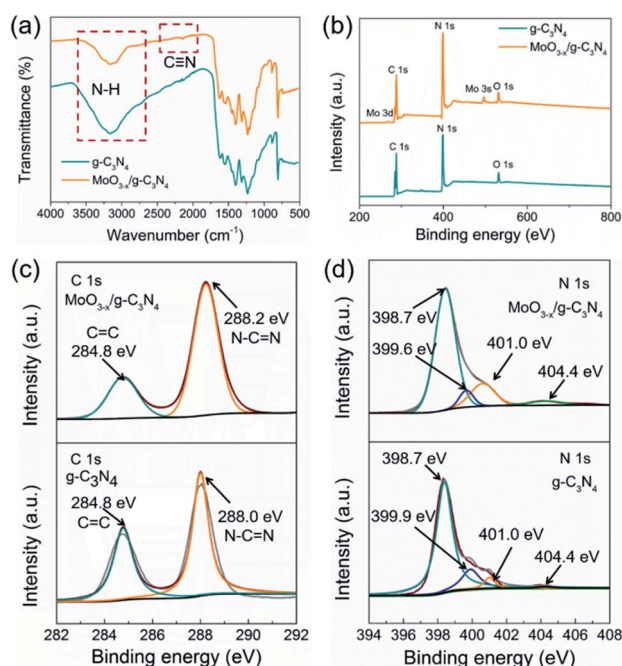 (a)
N-H
C≡N
g-C3N4
MoO3-x/g-C3N4
Transmittance (%)
4000 3500 3000 2500 2000 1500 1000 500
Wavenumber (cm-1)
(b)
N 1s
g-C3N4
MoO3-x/g-C3N4
C 1s
Mo 3s
O 1s
Mo 3d
N 1s
C 1s
O 1s
Intensity (a.u.)
200 300 400 500 600 700 800
Binding energy (eV)
(c)
C 1s
MoO3-x/g-C3N4
C=C
284.8 eV
288.2 eV
N-C=N
Intensity (a.u.)
C 1s
g-C3N4
284.8 eV
C=C
288.0 eV
N-C=N
Intensity (a.u.)
282 284 286 288 290 292
Binding energy (eV)
(d)
N 1s
MoO3-x/g-C3N4
398.7 eV
399.6 eV
401.0 eV
404.4 eV
Intensity (a.u.)
N 1s
g-C3N4
398.7 eV
399.9 eV
401.0 eV
404.4 eV
Intensity (a.u.)
394 396 398 400 402 404 406 408
Binding energy (eV)